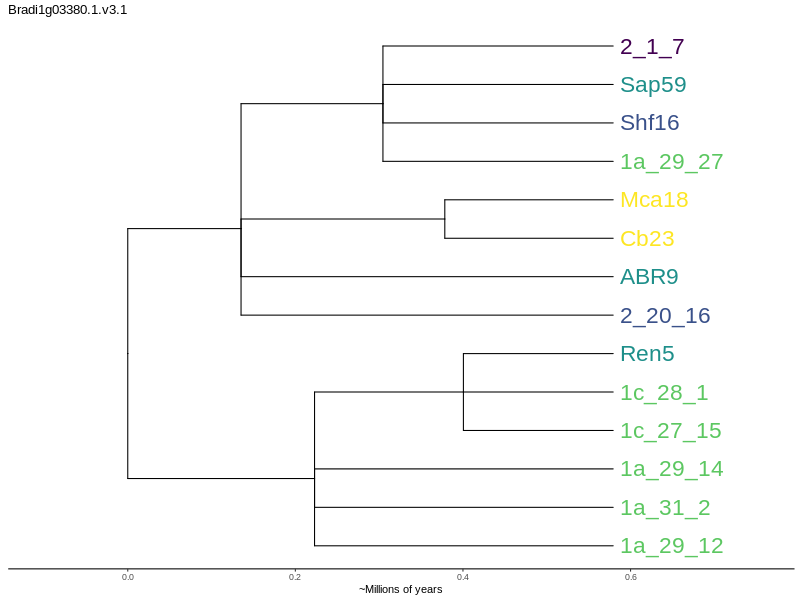 Bradi1g03380.1.v3.1
2_1_7
Sap59
Shf16
1a_29_27
Mca18
Cb23
ABR9
2_20_16
Ren5
1c_28_1
1c_27_15
1a_29_14
1a_31_2
1a_29_12
0.0 0.2 0.4 0.6
~Millions of years